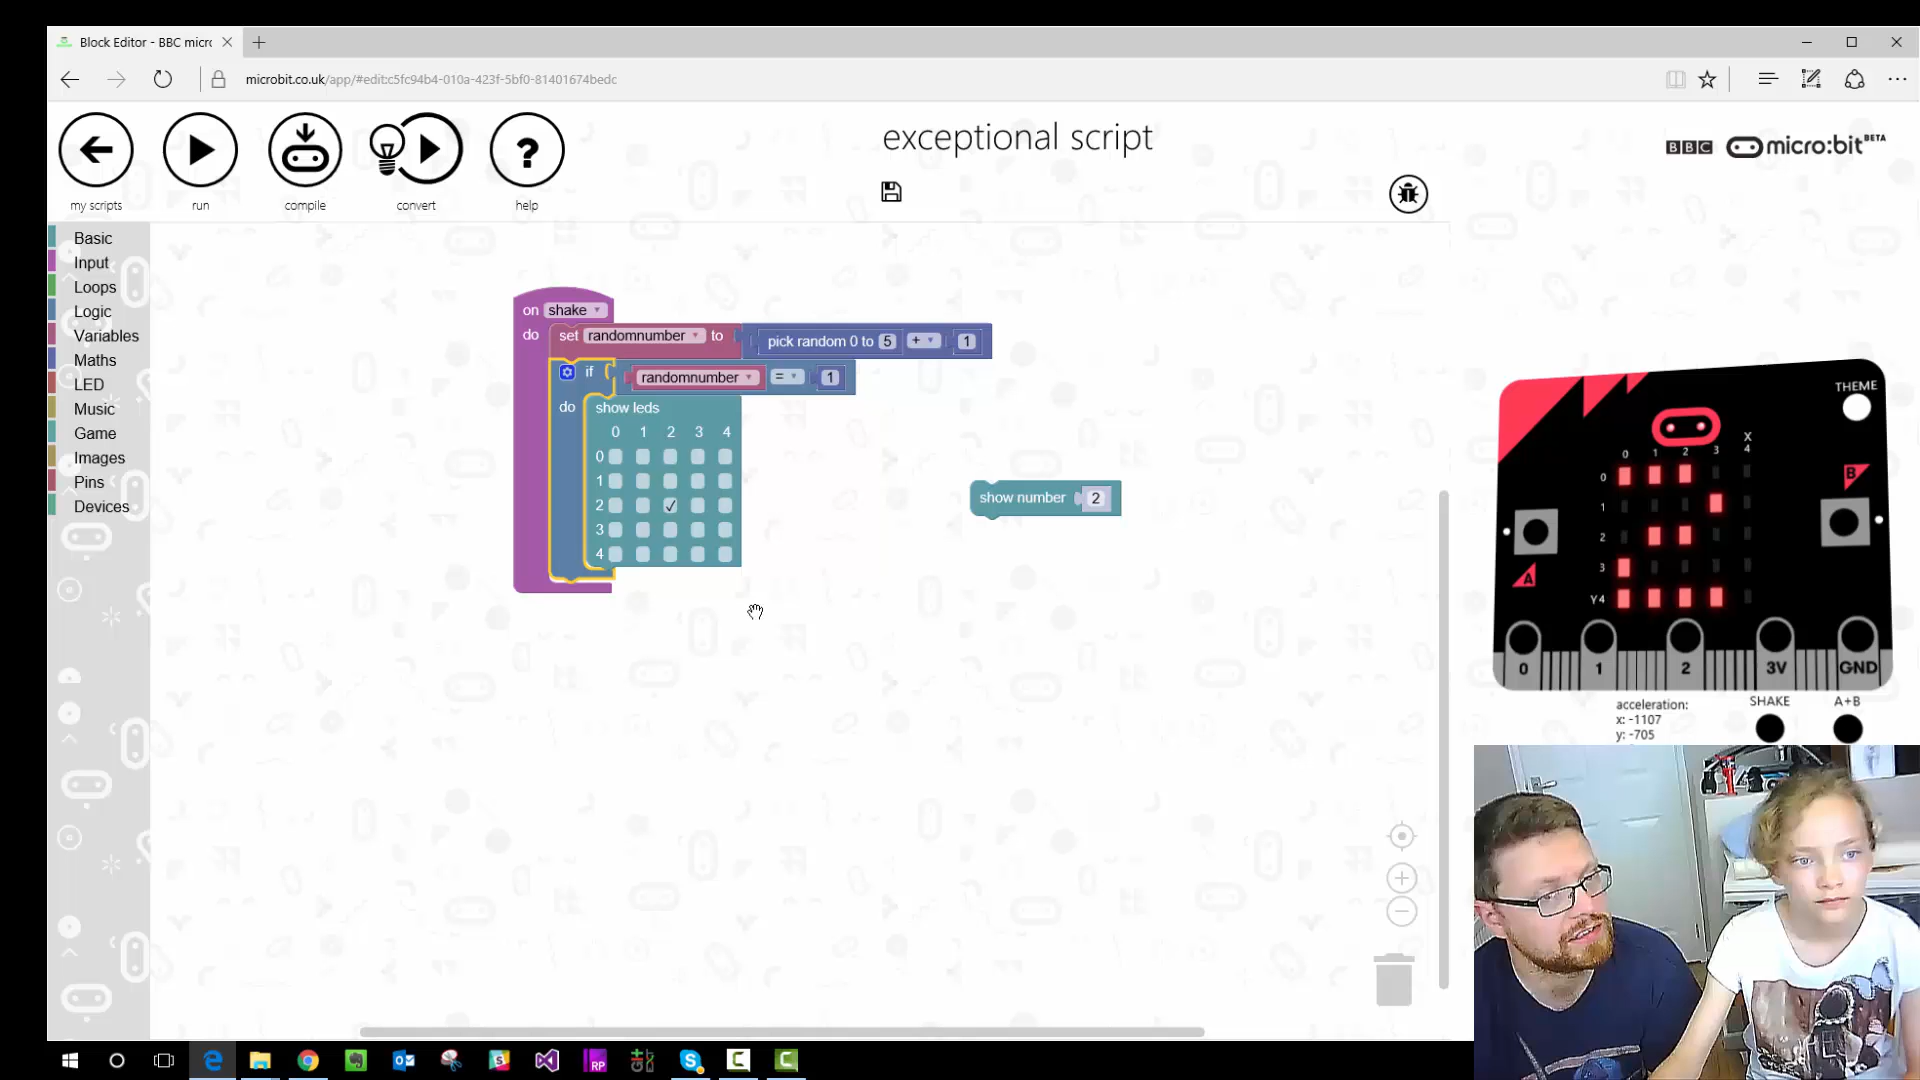 Block Editor - BBC micr
microbit.co.uk/app/#edit:c5fc94b4-010a-423f-5bf0-81401674bedc
my scripts
run
compile
convert
? help
exceptional script
BBC micro:bit BETA
Basic
Input
Loops
Logic
Variables
Maths
LED
Music
Game
Images
Pins
Devices
on shake
do set randomnumber to pick random 0 to 5 + 1
if randomnumber = 1
do show leds
0 1 2 3 4
0
1
2
3
4
show number 2
THEME
X
0 1 2 3 4
0
1
2
3
Y4
A
B
0 1 2 3V GND
acceleration:
x: -1107
y: -705
SHAKE
A+B
RP